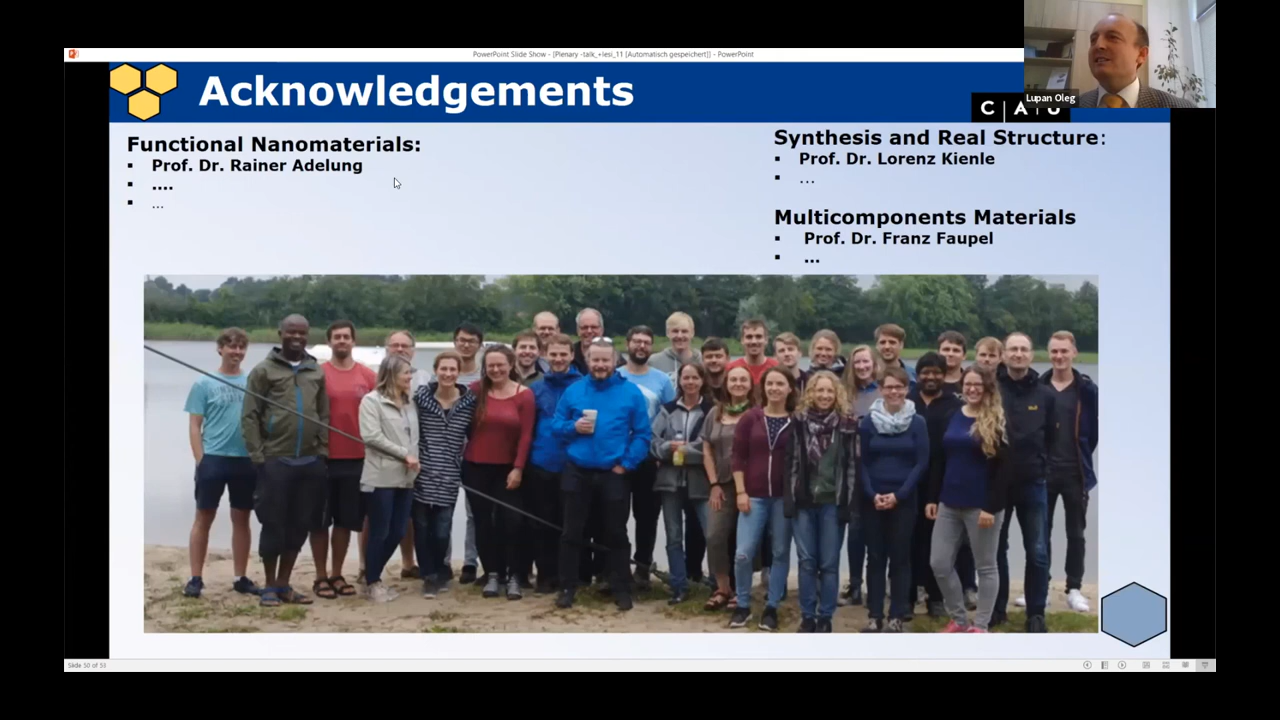 PowerPoint Slide Show - [Plenary -talk_+Iesi_11 [Automatisch gespeichert]] - PowerPoint
Acknowledgements
Lupan Oleg
C | A | U
Functional Nanomaterials:
Prof. Dr. Rainer Adelung
....
...
Synthesis and Real Structure:
Prof. Dr. Lorenz Kienle
...
Multicomponents Materials
Prof. Dr. Franz Faupel
...
Slide 50 of 51